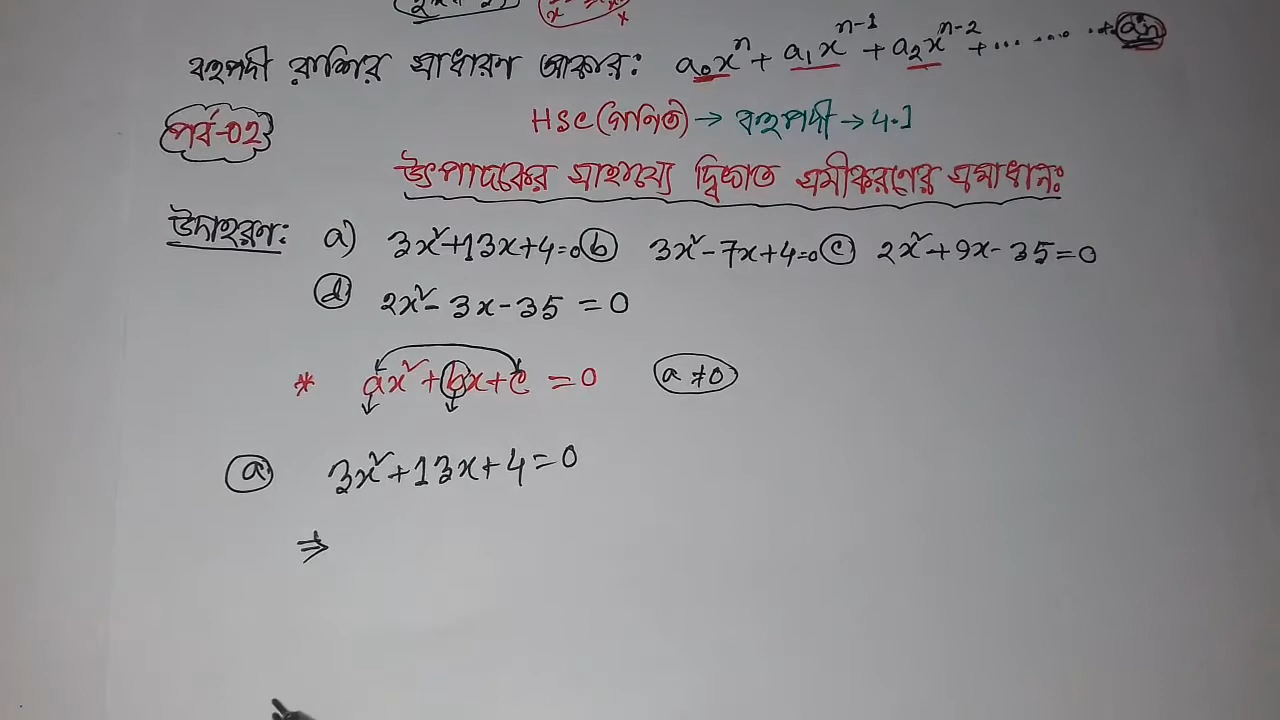 বহুপদী রাশির সাধারণ আকার: a₀xⁿ + a₁xⁿ⁻¹ + a₂xⁿ⁻² + ... ... .. + aₙ
পর্ব-02
HSC (গণিত) → বহুপদী → 4.1
উৎপাদকের সাহায্যে দ্বিঘাত সমীকরণের সমাধান:
উদাহরণ: a) 3x²+13x+4=0 (b) 3x²-7x+4=0 (c) 2x²+9x-35=0
(d) 2x²-3x-35=0
* ax²+bx+c=0 (a≠0)
(a) 3x²+13x+4=0
⇒